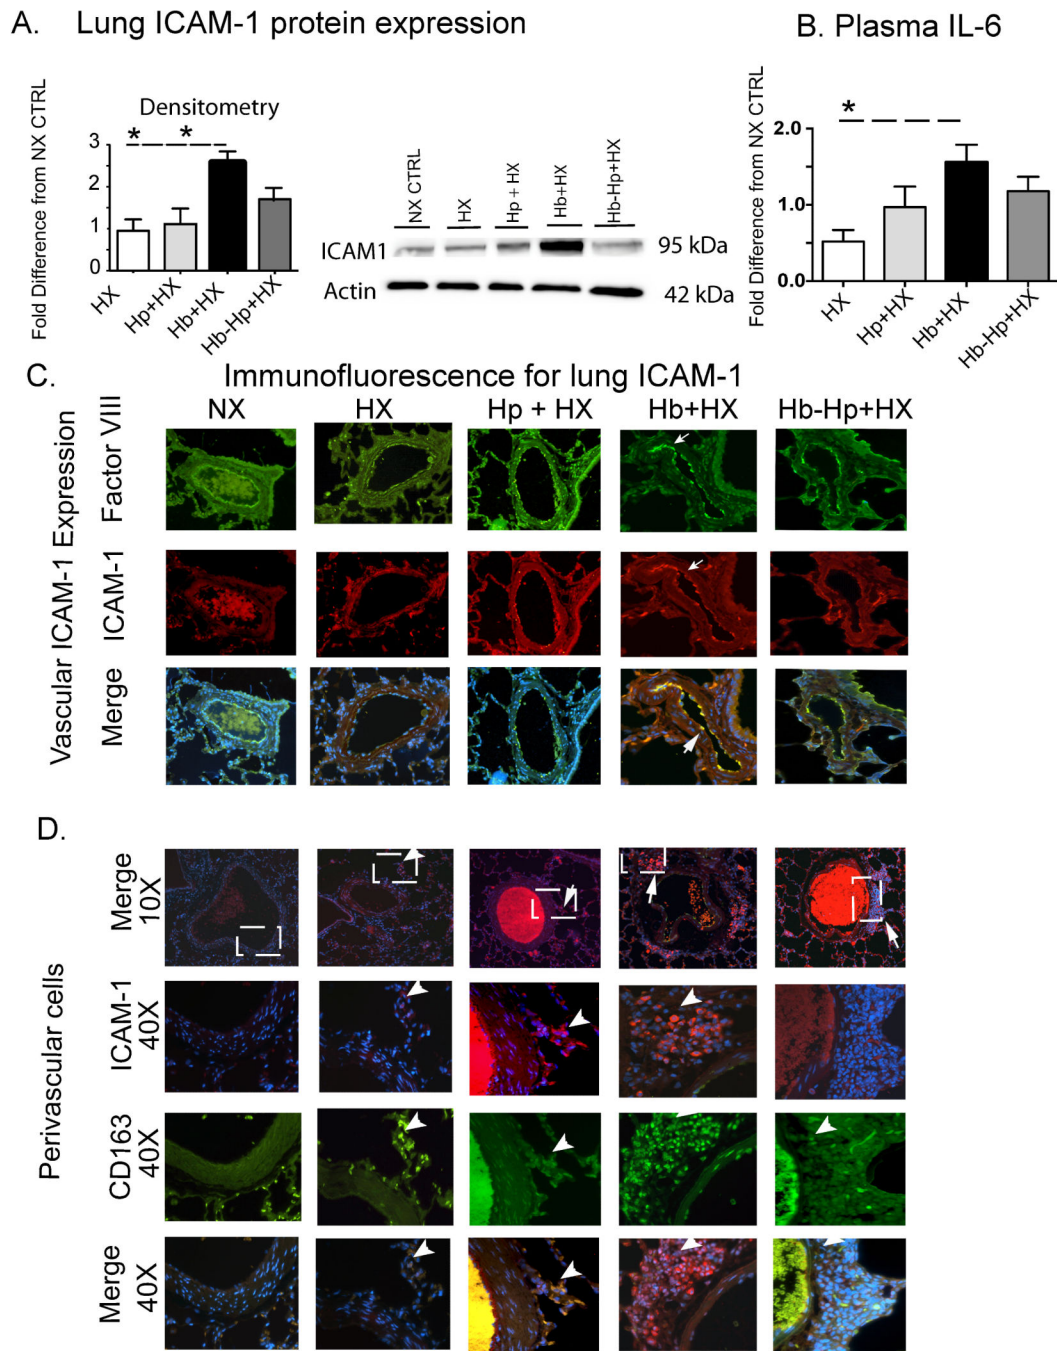 A. Lung ICAM-1 protein expression
B. Plasma IL-6
Densitometry
Fold Difference from NX CTRL
3
2
1
0
* *
HX
Hp+HX
Hb+HX
Hb-Hp+HX
NX CTRL
HX
Hp + HX
Hb+HX
Hb-Hp+HX
ICAM1
95 kDa
Actin
42 kDa
Fold Difference from NX CTRL
2.0
1.0
0.0
*
HX
Hp+HX
Hb+HX
Hb-Hp+HX
C. Immunofluorescence for lung ICAM-1
NX HX Hp + HX Hb+HX Hb-Hp+HX
Vascular ICAM-1 Expression
Factor VIII
ICAM-1
Merge
D.
Perivascular cells
Merge
10X
ICAM-1
40X
CD163
40X
Merge
40X